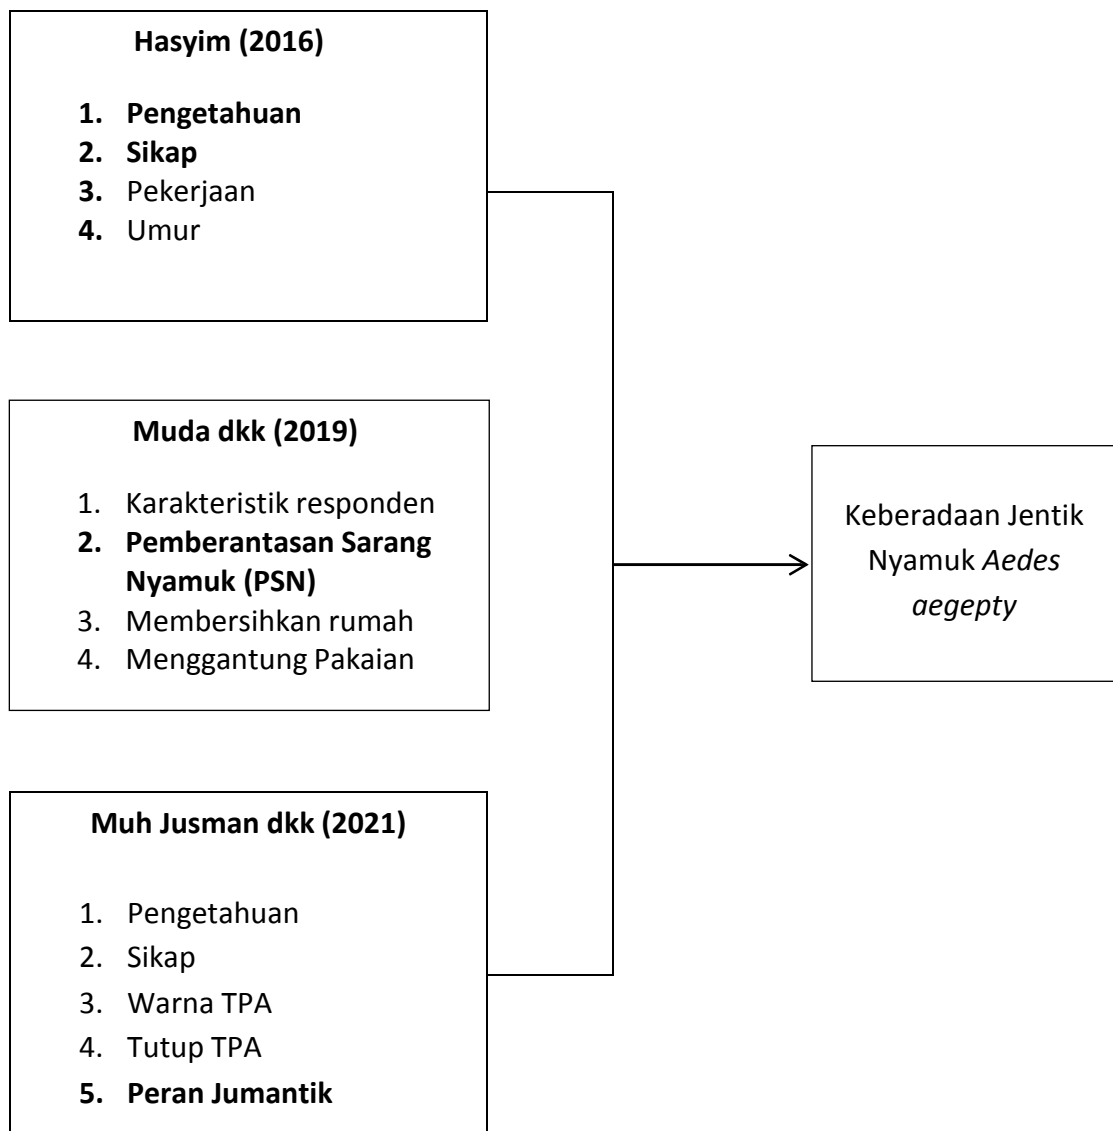 Hasyim (2016)
1. Pengetahuan
2. Sikap
3. Pekerjaan
4. Umur
Muda dkk (2019)
1. Karakteristik responden
2. Pemberantasan Sarang
Nyamuk (PSN)
3. Membersihkan rumah
4. Menggantung Pakaian
Keberadaan Jentik
Nyamuk Aedes
aegepty
Muh Jusman dkk (2021)
1. Pengetahuan
2. Sikap
3. Warna TPA
4. Tutup TPA
5. Peran Jumantik